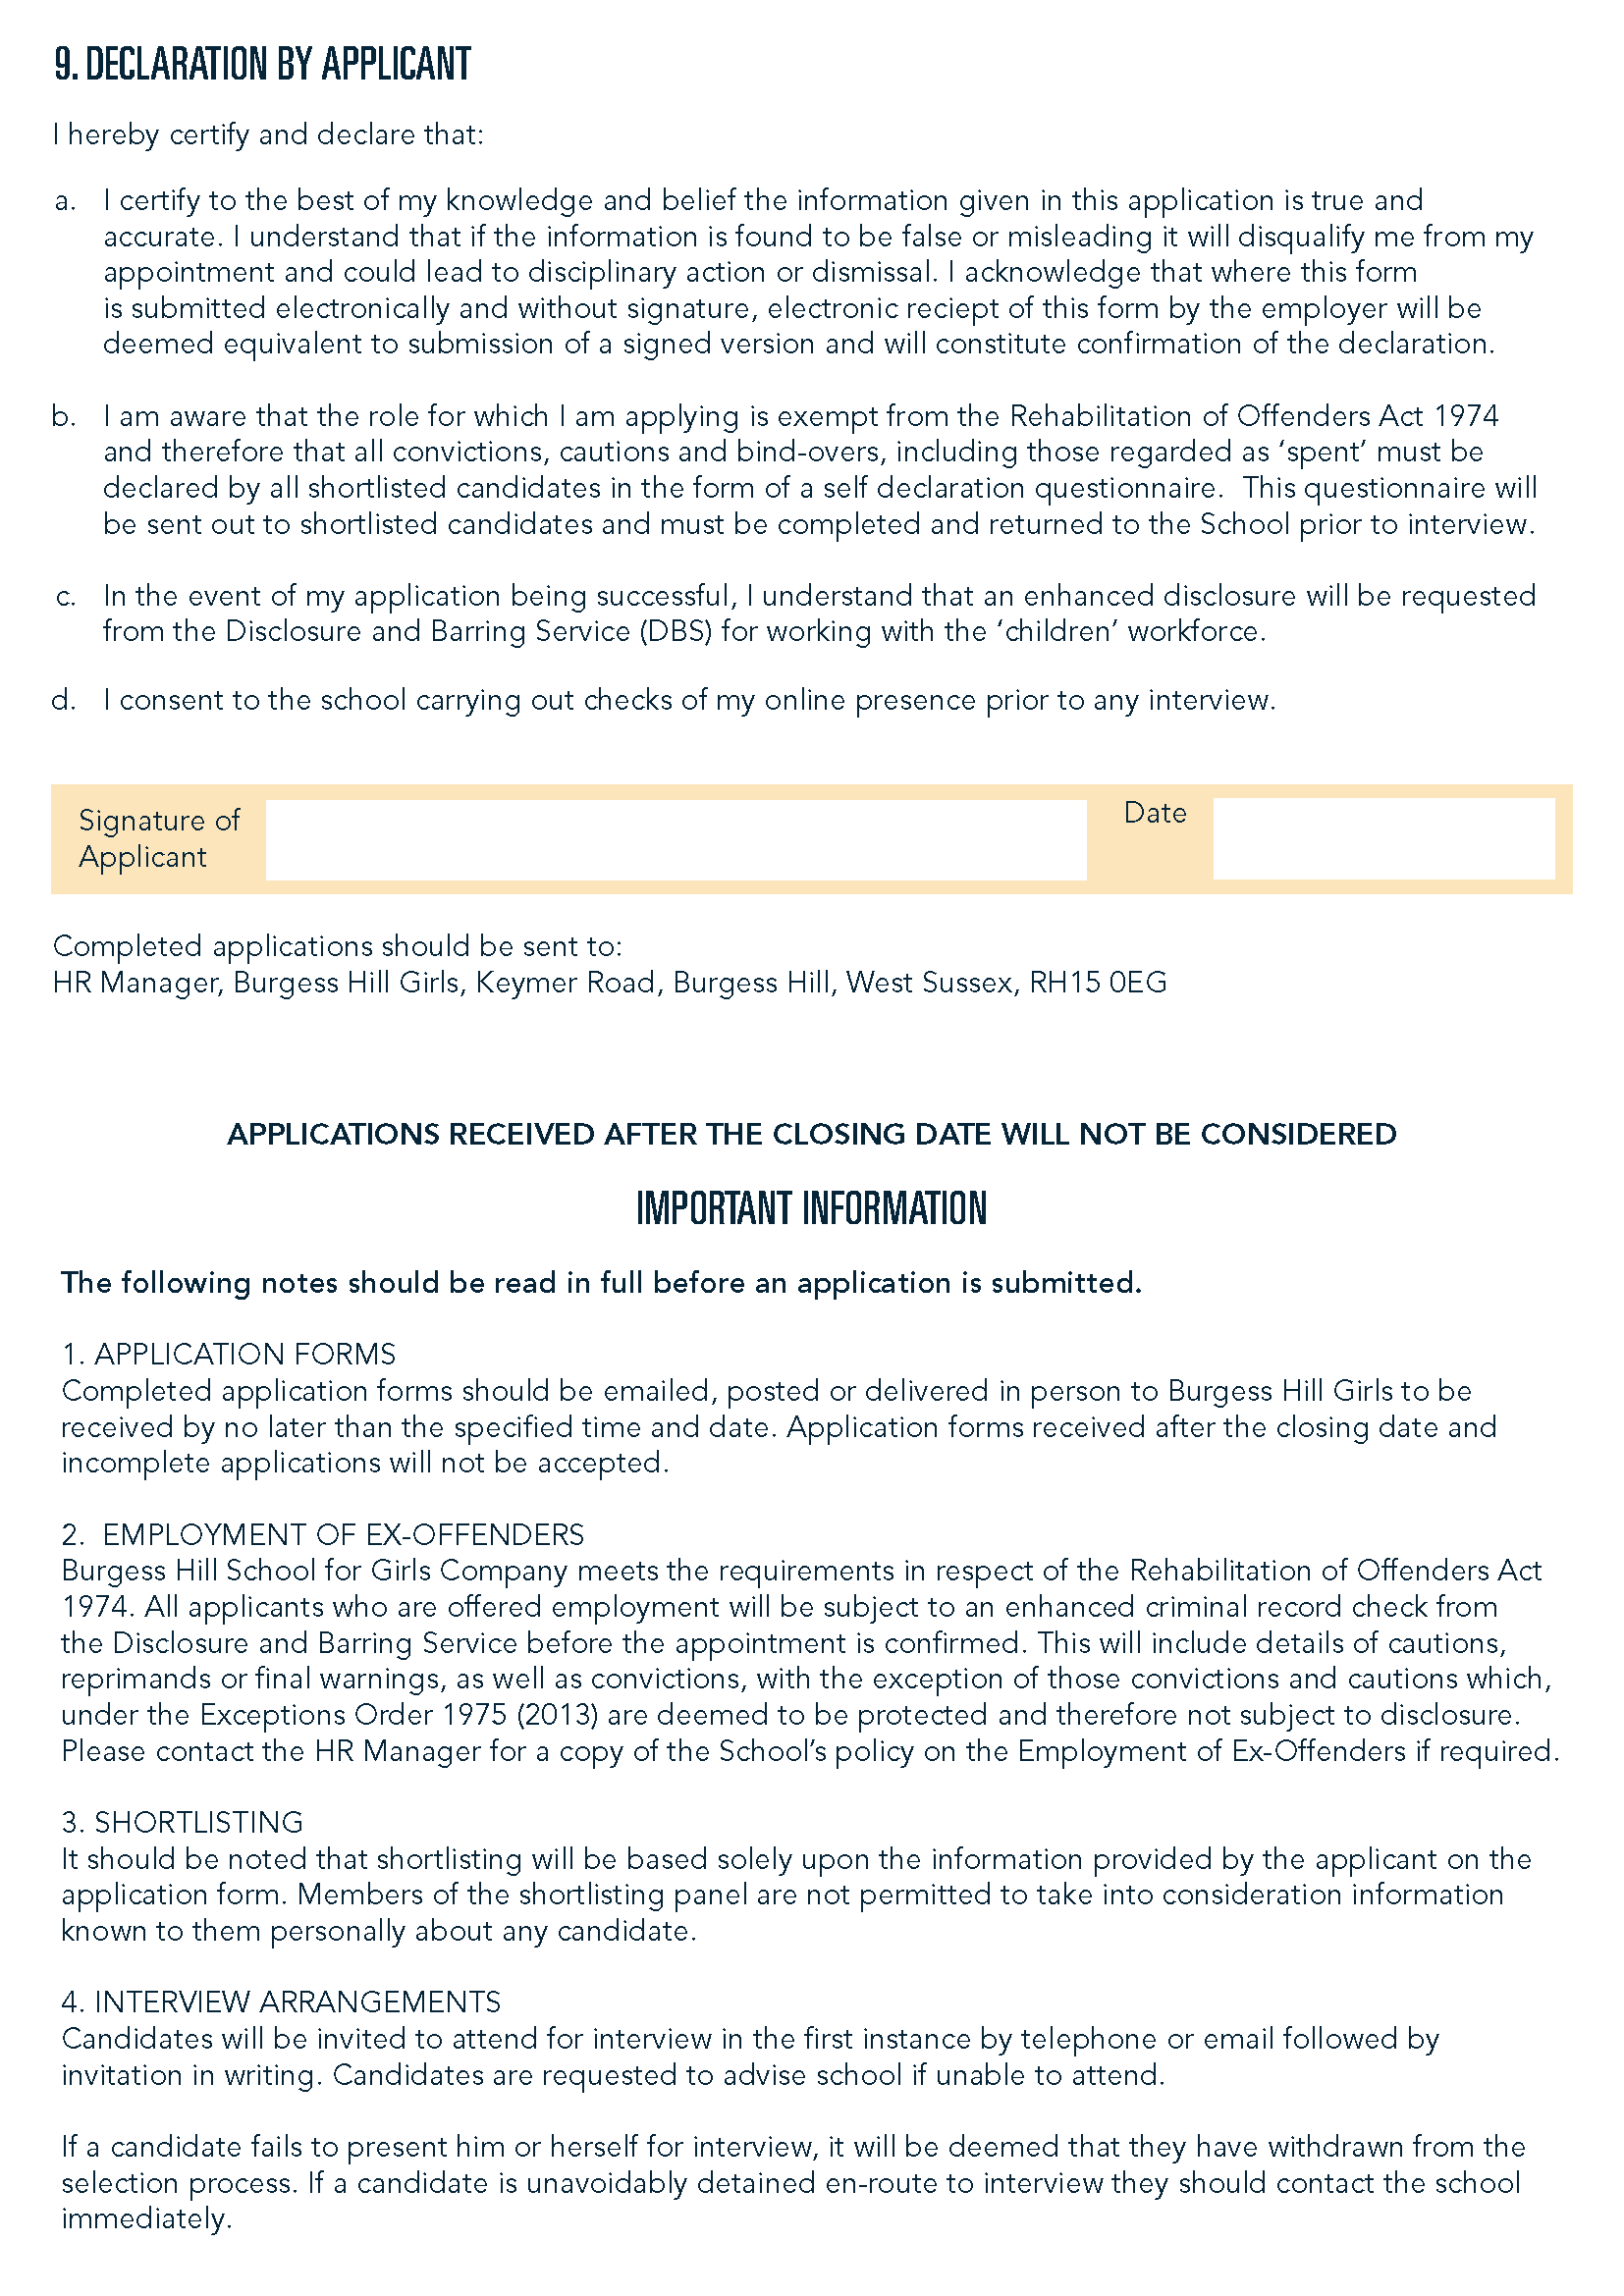 9. DECLARATION BY APPLICANT
I hereby certify and declare that:
a. I certify to the best of my knowledge and belief the information given in this application is true and
accurate. I understand that if the information is found to be false or misleading it will disqualify me from my
appointment and could lead to disciplinary action or dismissal. I acknowledge that where this form
is submitted electronically and without signature, electronic reciept of this form by the employer will be
deemed equivalent to submission of a signed version and will constitute confirmation of the declaration.
b. I am aware that the role for which I am applying is exempt from the Rehabilitation of Offenders Act 1974
and therefore that all convictions, cautions and bind-overs, including those regarded as ‘spent’ must be
declared by all shortlisted candidates in the form of a self declaration questionnaire. This questionnaire will
be sent out to shortlisted candidates and must be completed and returned to the School prior to interview.
c. In the event of my application being successful, I understand that an enhanced disclosure will be requested
from the Disclosure and Barring Service (DBS) for working with the ‘children’ workforce.
d. I consent to the school carrying out checks of my online presence prior to any interview.
Signature of
Applicant
Date
Completed applications should be sent to:
HR Manager, Burgess Hill Girls, Keymer Road, Burgess Hill, West Sussex, RH15 0EG
APPLICATIONS RECEIVED AFTER THE CLOSING DATE WILL NOT BE CONSIDERED
IMPORTANT INFORMATION
The following notes should be read in full before an application is submitted.
1. APPLICATION FORMS
Completed application forms should be emailed, posted or delivered in person to Burgess Hill Girls to be
received by no later than the specified time and date. Application forms received after the closing date and
incomplete applications will not be accepted.
2. EMPLOYMENT OF EX-OFFENDERS
Burgess Hill School for Girls Company meets the requirements in respect of the Rehabilitation of Offenders Act
1974. All applicants who are offered employment will be subject to an enhanced criminal record check from
the Disclosure and Barring Service before the appointment is confirmed. This will include details of cautions,
reprimands or final warnings, as well as convictions, with the exception of those convictions and cautions which,
under the Exceptions Order 1975 (2013) are deemed to be protected and therefore not subject to disclosure.
Please contact the HR Manager for a copy of the School’s policy on the Employment of Ex-Offenders if required.
3. SHORTLISTING
It should be noted that shortlisting will be based solely upon the information provided by the applicant on the
application form. Members of the shortlisting panel are not permitted to take into consideration information
known to them personally about any candidate.
4. INTERVIEW ARRANGEMENTS
Candidates will be invited to attend for interview in the first instance by telephone or email followed by
invitation in writing. Candidates are requested to advise school if unable to attend.
If a candidate fails to present him or herself for interview, it will be deemed that they have withdrawn from the
selection process. If a candidate is unavoidably detained en-route to interview they should contact the school
immediately.